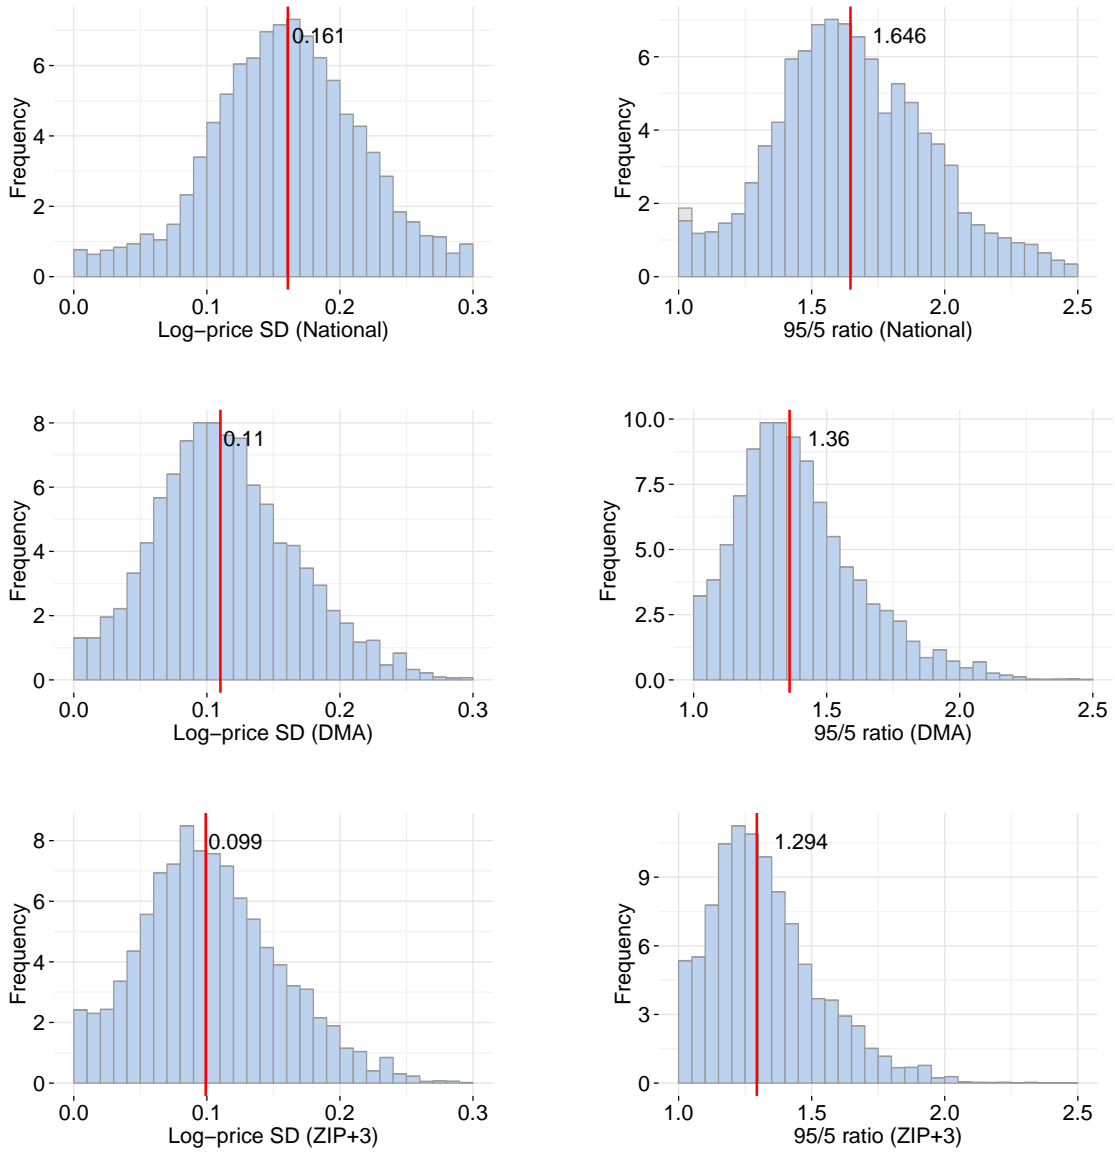 0.161
6
4
2
0
Frequency
0.0 0.1 0.2 0.3
Log−price SD (National)
1.646
6
4
2
0
Frequency
1.0 1.5 2.0 2.5
95/5 ratio (National)
0.11
8
6
4
2
0
Frequency
0.0 0.1 0.2 0.3
Log−price SD (DMA)
1.36
10.0
7.5
5.0
2.5
0.0
Frequency
1.0 1.5 2.0 2.5
95/5 ratio (DMA)
0.099
8
6
4
2
0
Frequency
0.0 0.1 0.2 0.3
Log−price SD (ZIP+3)
1.294
9
6
3
0
Frequency
1.0 1.5 2.0 2.5
95/5 ratio (ZIP+3)